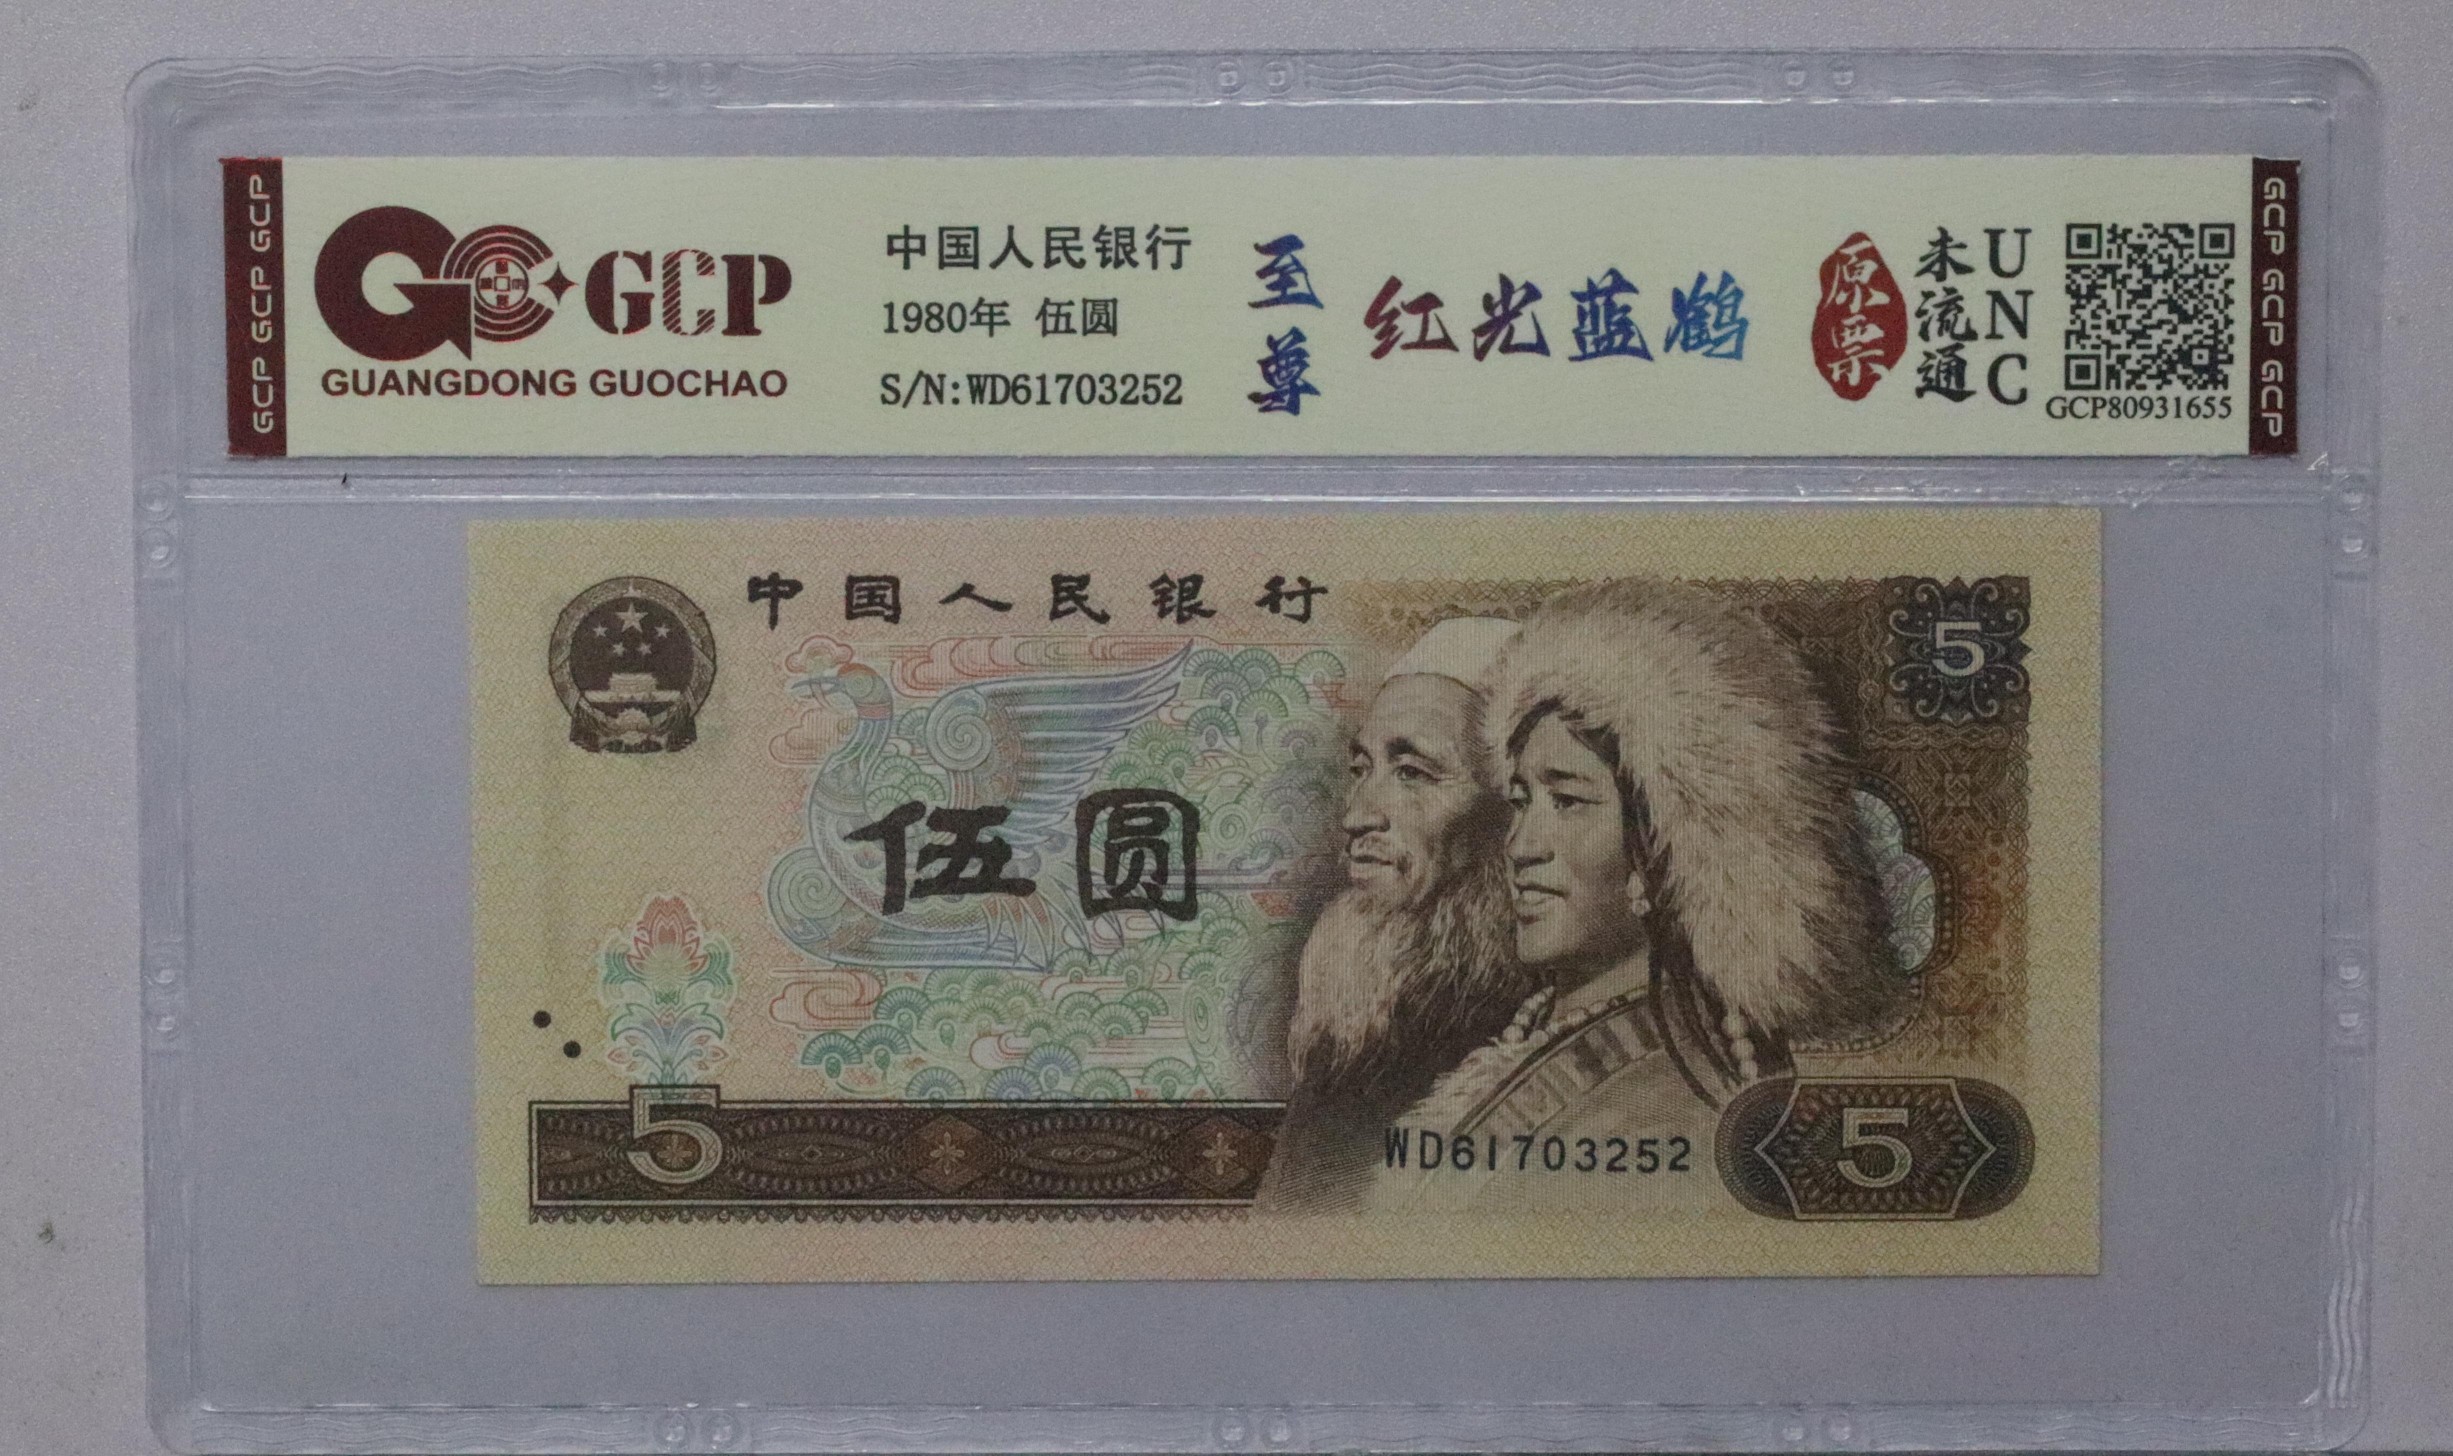 GCP GCP GCP
GCP
GUANGDONG GUOCHAO
中国人民银行
1980年 伍圆
S/N:WD61703252
至尊
红光蓝鹤
原票
未流通
UNC
GCP80931655
GCP GCP GCP
中国人民银行
5
伍圆
5
WD61703252
5